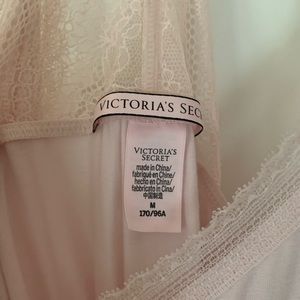 VICTORIA'S SEC
VICTORIA'S
SECRET
made in China/
fabriqué en Chine/
hecho en China/
fabbricato in Cina/
中国制造
M
170/96A